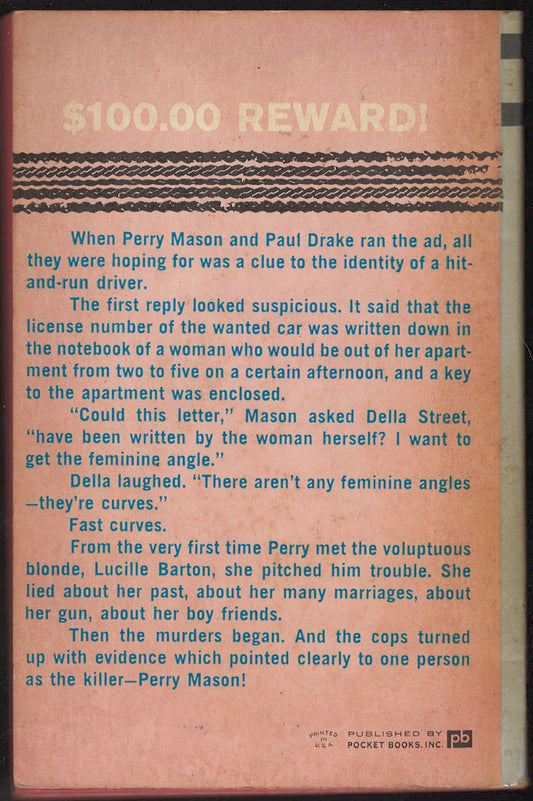 $100.00 REWARD!
When Perry Mason and Paul Drake ran the ad, all
they were hoping for was a clue to the identity of a hit-
and-run driver.
The first reply looked suspicious. It said that the
license number of the wanted car was written down in
the notebook of a woman who would be out of her apart-
ment from two to five on a certain afternoon, and a key
to the apartment was enclosed.
“Could this letter,” Mason asked Della Street,
“have been written by the woman herself? I want to
get the feminine angle.”
Della laughed. “There aren’t any feminine angles
—they’re curves.”
Fast curves.
From the very first time Perry met the voluptuous
blonde, Lucille Barton, she pitched him trouble. She
lied about her past, about her many marriages, about
her gun, about her boy friends.
Then the murders began. And the cops turned
up with evidence which pointed clearly to one person
as the killer—Perry Mason!
PRINTED
IN
U.S.A.
PUBLISHED BY
POCKET BOOKS, INC.
pb